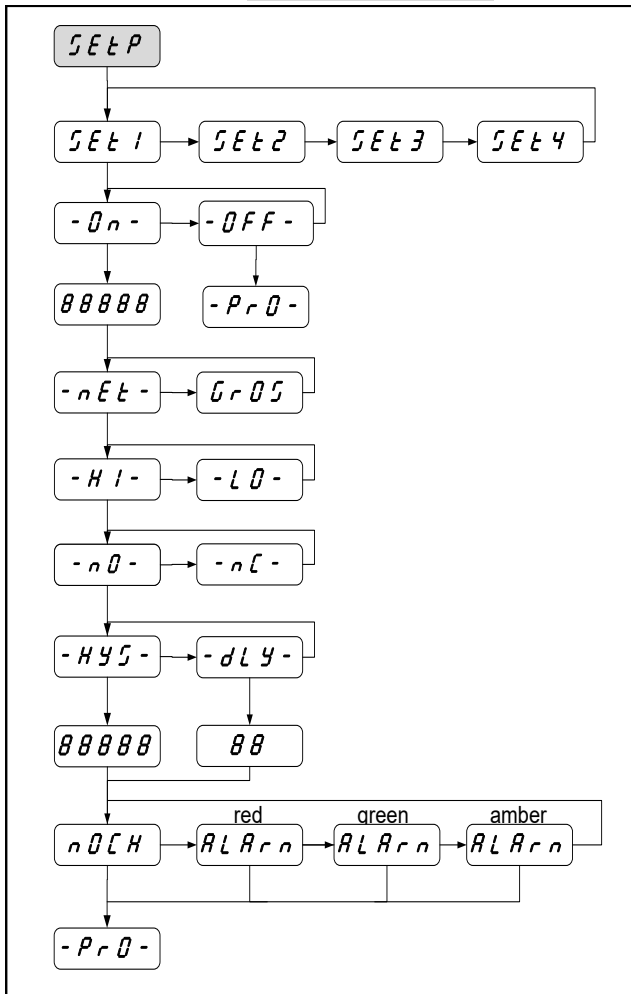 SEtP
SEt1 SEt2 SEt3 SEt4
-On- -OFF-
88888 -PrO-
-nEt- GrOS
-HI- -LO-
-nO- -nC-
-HYS- -dLY-
88888 88
red green amber
nOCH ALArn ALArn ALArn
-PrO-